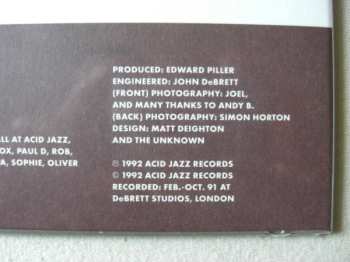 PRODUCED: EDWARD PILLER
ENGINEERED: JOHN DeBRETT
(FRONT) PHOTOGRAPHY: JOEL,
AND MANY THANKS TO ANDY B.
(BACK) PHOTOGRAPHY: SIMON HORTON
DESIGN: MATT DEIGHTON
AND THE UNKNOWN
LL AT ACID JAZZ,
OX, PAUL D, ROB,
A, SOPHIE, OLIVER
℗ 1992 ACID JAZZ RECORDS
© 1992 ACID JAZZ RECORDS
RECORDED: FEB.-OCT. 91 AT
DeBRETT STUDIOS, LONDON